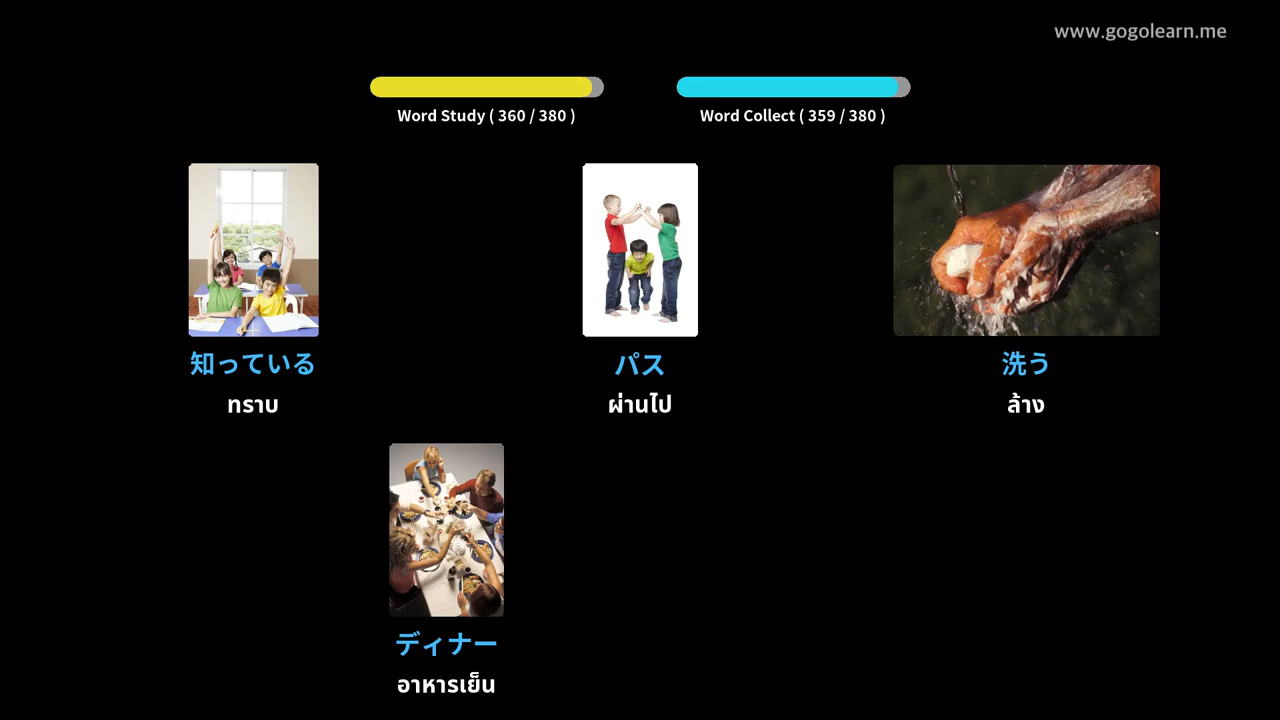 www.gogolearn.me
Word Study ( 360 / 380 )
Word Collect ( 359 / 380 )
知っている
ทราบ
パス
ผ่านไป
洗う
ล้าง
ディナー
อาหารเย็น